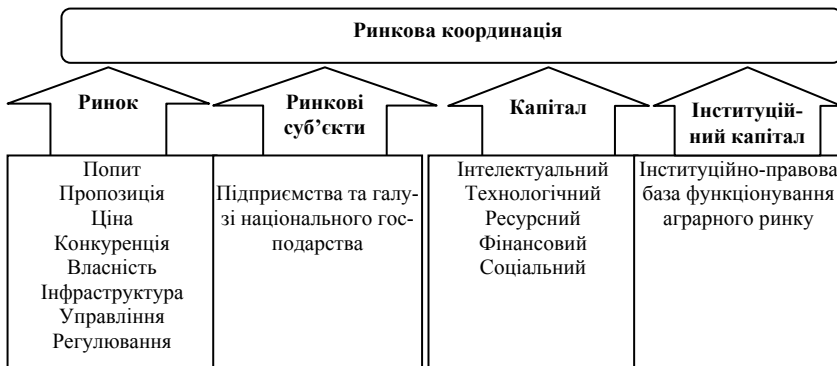 Ринкова координація
Ринок
Ринкові
суб’єкти
Капітал
Інституцій-
ний капітал
Попит
Пропозиція
Ціна
Конкуренція
Власність
Інфраструктура
Управління
Регулювання
Підприємства та галу-
зі національного гос-
подарства
Інтелектуальний
Технологічний
Ресурсний
Фінансовий
Соціальний
Інституційно-правова
база функціонування
аграрного ринку